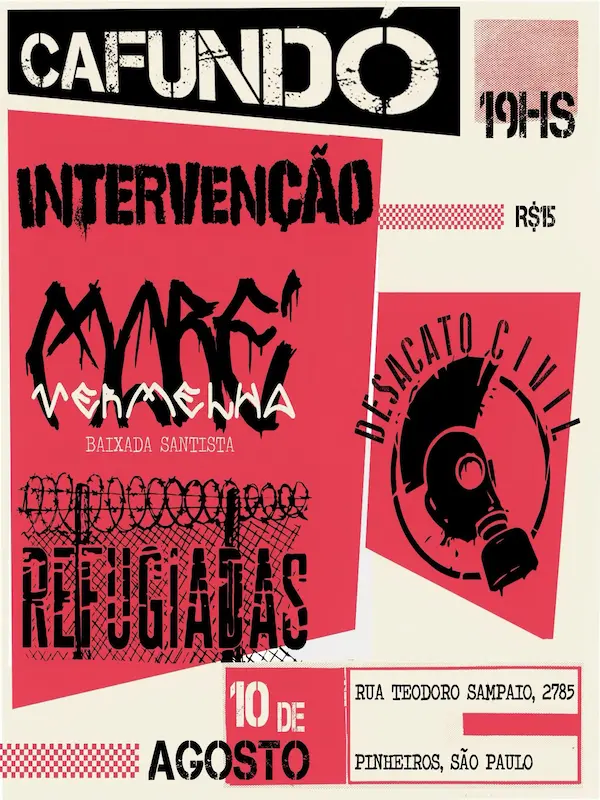 CAFUNDÓ
19HS
INTERVENÇÃO
R$15
MARÉ
VERMELHA
BAIXADA SANTISTA
DESACATO CIVIL
REFUGIADAS
10 DE
AGOSTO
RUA TEODORO SAMPAIO, 2785
PINHEIROS, SÃO PAULO